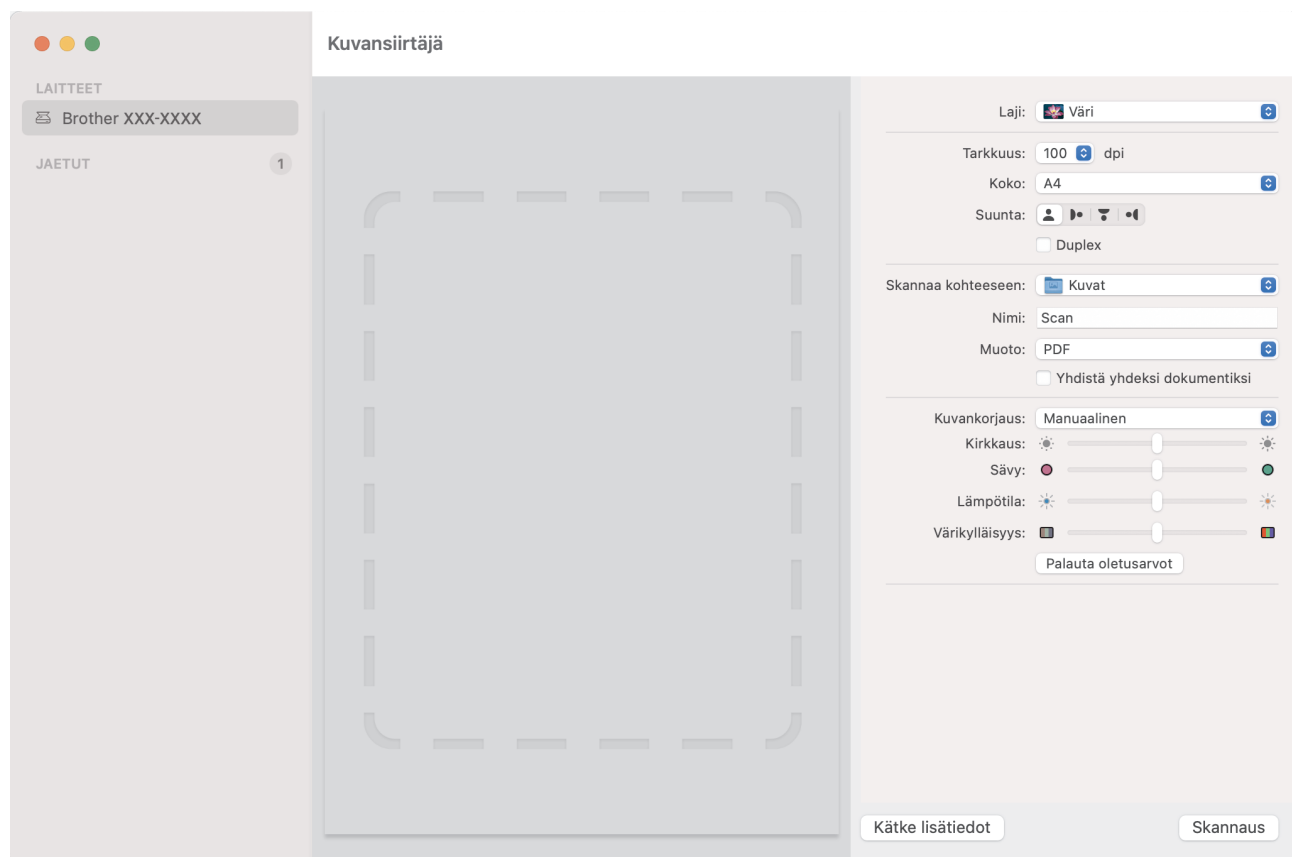 Kuvansiirtäjä
LAITTEET
Brother XXX-XXXX
JAETUT 1
Laji: Väri
Tarkkuus: 100 dpi
Koko: A4
Suunta:
Duplex
Skannaa kohteeseen: Kuvat
Nimi: Scan
Muoto: PDF
Yhdistä yhdeksi dokumentiksi
Kuvankorjaus: Manuaalinen
Kirkkaus:
Sävy:
Lämpötila:
Värikylläisyys:
Palauta oletusarvot
Kätke lisätiedot Skannaus